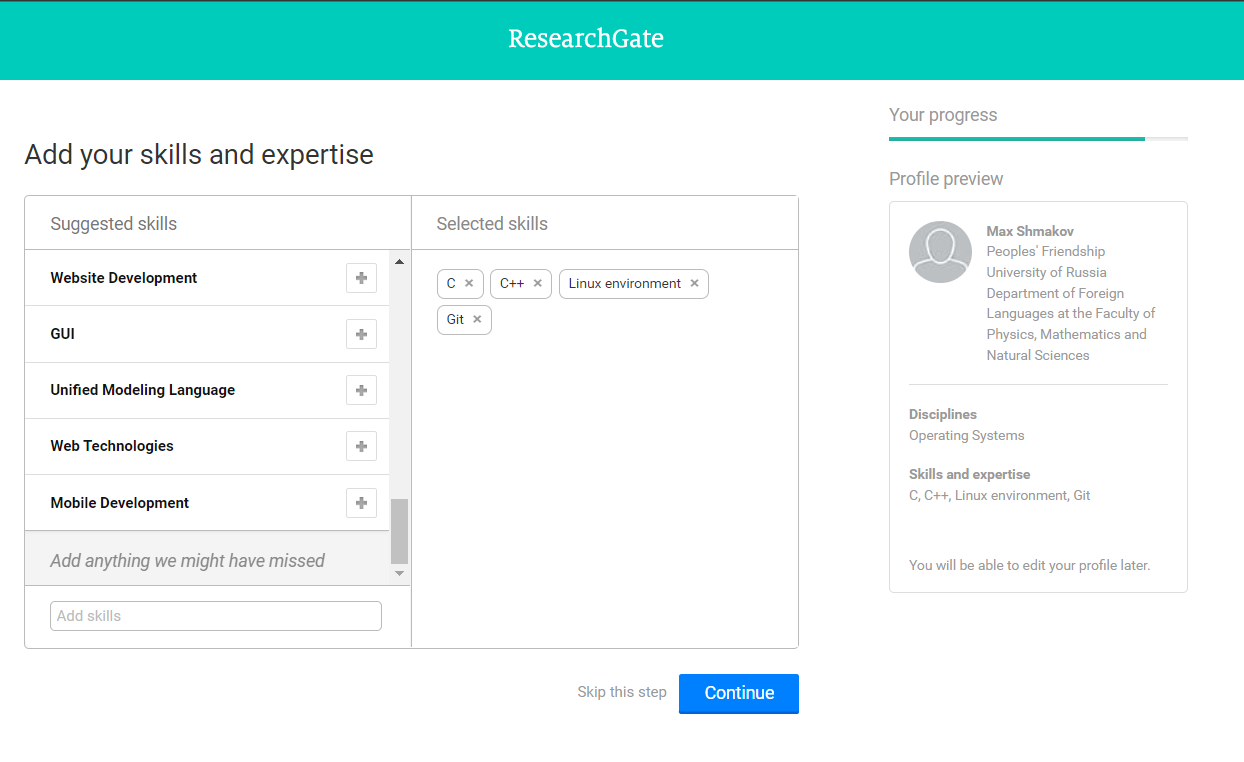 ResearchGate
Add your skills and expertise
Suggested skills
Website Development
GUI
Unified Modeling Language
Web Technologies
Mobile Development
Add anything we might have missed
Add skills
Selected skills
C
C++
Linux environment
Git
Skip this step
Continue
Your progress
Profile preview
Max Shmakov
Peoples' Friendship
University of Russia
Department of Foreign
Languages at the Faculty of
Physics, Mathematics and
Natural Sciences
Disciplines
Operating Systems
Skills and expertise
C, C++, Linux environment, Git
You will be able to edit your profile later.